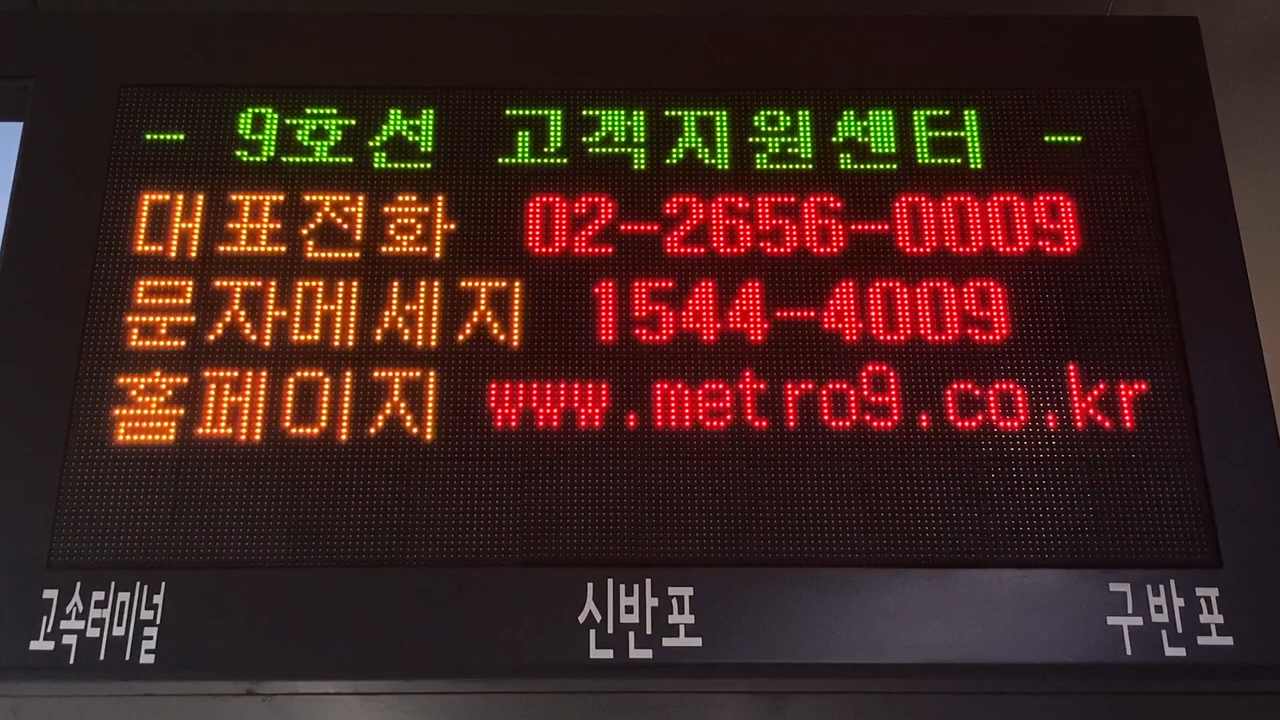 - 9호선 고객지원센터 -
대표전화 02-2656-0009
문자메세지 1544-4009
홈페이지 www.metro9.co.kr
고속터미널 신반포 구반포